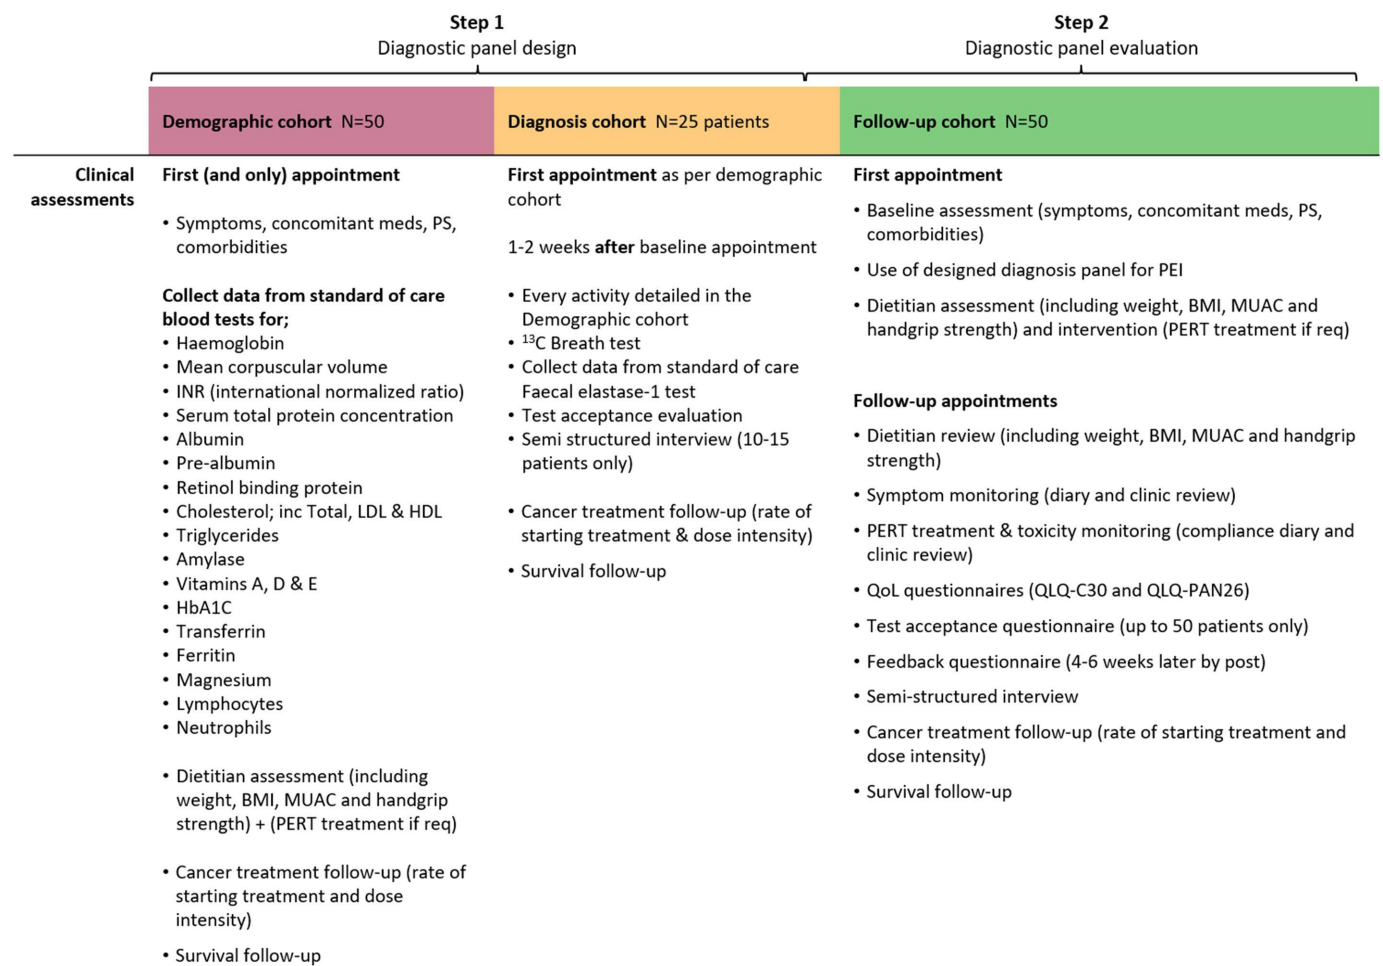 Step 1
Diagnostic panel design
Step 2
Diagnostic panel evaluation
Demographic cohort N=50
Diagnosis cohort N=25 patients
Follow-up cohort N=50
Clinical
assessments
First (and only) appointment
• Symptoms, concomitant meds, PS,
comorbidities
Collect data from standard of care
blood tests for;
• Haemoglobin
• Mean corpuscular volume
• INR (international normalized ratio)
• Serum total protein concentration
• Albumin
• Pre-albumin
• Retinol binding protein
• Cholesterol; inc Total, LDL & HDL
• Triglycerides
• Amylase
• Vitamins A, D & E
• HbA1C
• Transferrin
• Ferritin
• Magnesium
• Lymphocytes
• Neutrophils
• Dietitian assessment (including
weight, BMI, MUAC and handgrip
strength) + (PERT treatment if req)
• Cancer treatment follow-up (rate of
starting treatment and dose
intensity)
• Survival follow-up
First appointment as per demographic
cohort
1-2 weeks after baseline appointment
• Every activity detailed in the
Demographic cohort
• ¹³C Breath test
• Collect data from standard of care
Faecal elastase-1 test
• Test acceptance evaluation
• Semi structured interview (10-15
patients only)
• Cancer treatment follow-up (rate of
starting treatment & dose intensity)
• Survival follow-up
First appointment
• Baseline assessment (symptoms, concomitant meds, PS,
comorbidities)
• Use of designed diagnosis panel for PEI
• Dietitian assessment (including weight, BMI, MUAC and
handgrip strength) and intervention (PERT treatment if req)
Follow-up appointments
• Dietitian review (including weight, BMI, MUAC and handgrip
strength)
• Symptom monitoring (diary and clinic review)
• PERT treatment & toxicity monitoring (compliance diary and
clinic review)
• QoL questionnaires (QLQ-C30 and QLQ-PAN26)
• Test acceptance questionnaire (up to 50 patients only)
• Feedback questionnaire (4-6 weeks later by post)
• Semi-structured interview
• Cancer treatment follow-up (rate of starting treatment and
dose intensity)
• Survival follow-up